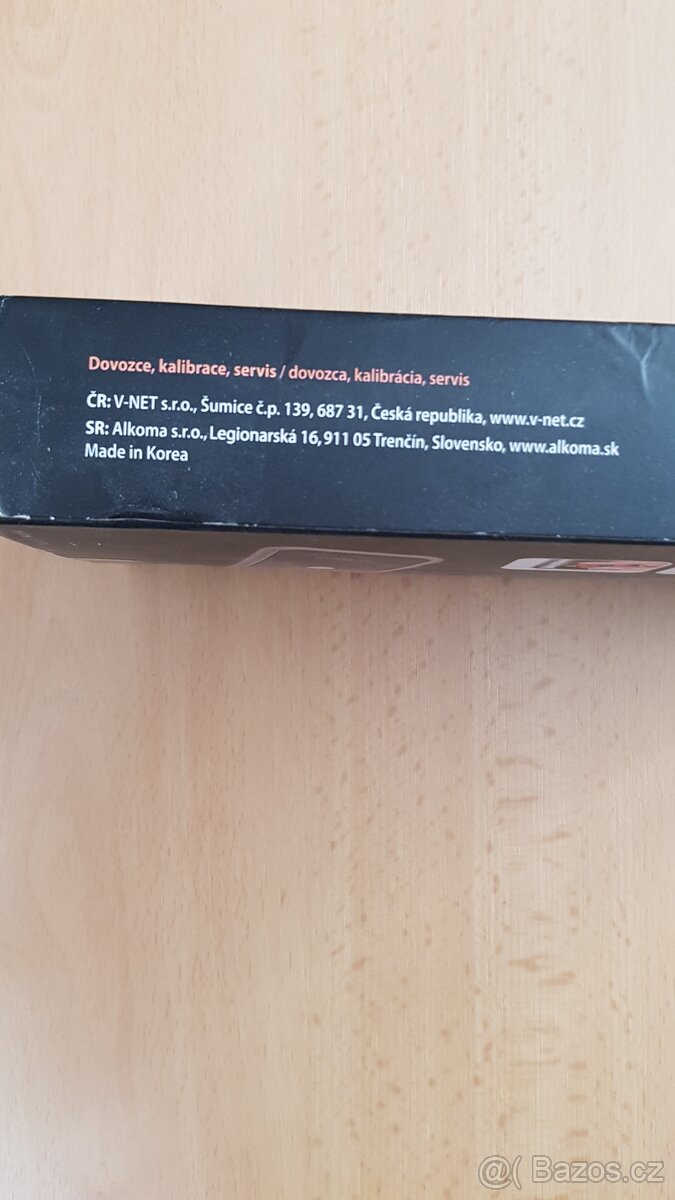 Dovozce, kalibrace, servis / dovozca, kalibrácia, servis
ČR: V-NET s.r.o., Šumice č.p. 139, 687 31, Česká republika, www.v-net.cz
SR: Alkoma s.r.o., Legionarská 16, 911 05 Trenčín, Slovensko, www.alkoma.sk
Made in Korea
@( Bazos.cz